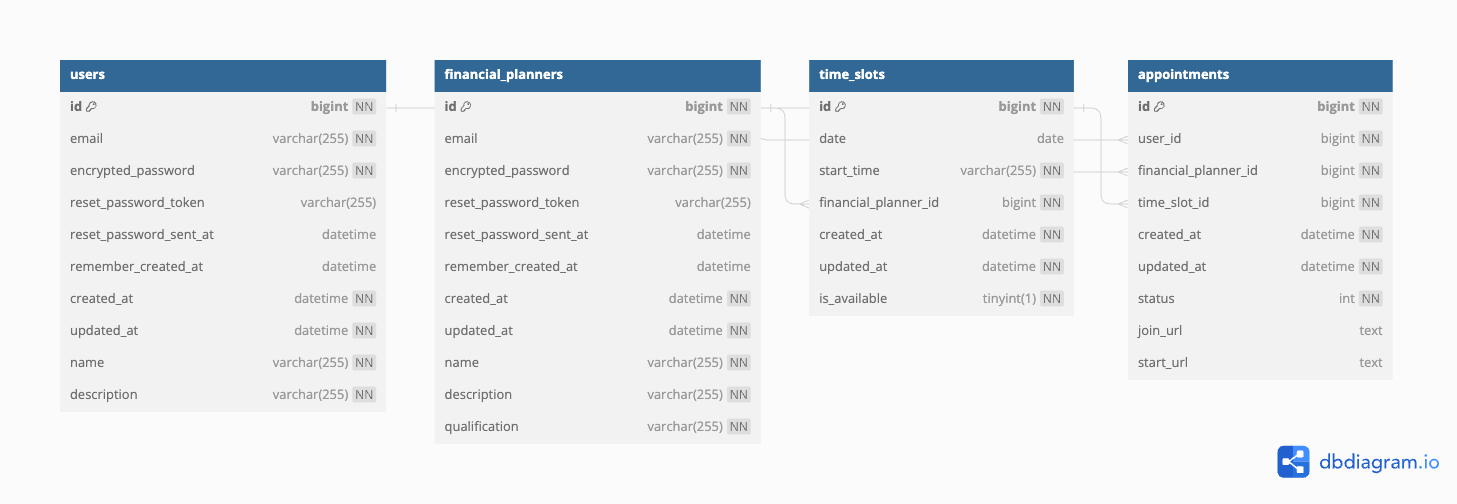 users
id bigint NN
email varchar(255) NN
encrypted_password varchar(255) NN
reset_password_token varchar(255)
reset_password_sent_at datetime
remember_created_at datetime
created_at datetime NN
updated_at datetime NN
name varchar(255) NN
description varchar(255) NN
financial_planners
id bigint NN
email varchar(255) NN
encrypted_password varchar(255) NN
reset_password_token varchar(255)
reset_password_sent_at datetime
remember_created_at datetime
created_at datetime NN
updated_at datetime NN
name varchar(255) NN
description varchar(255) NN
qualification varchar(255) NN
time_slots
id bigint NN
date date
start_time varchar(255) NN
financial_planner_id bigint NN
created_at datetime NN
updated_at datetime NN
is_available tinyint(1) NN
appointments
id bigint NN
user_id bigint NN
financial_planner_id bigint NN
time_slot_id bigint NN
created_at datetime NN
updated_at datetime NN
status int NN
join_url text
start_url text
dbdiagram.io